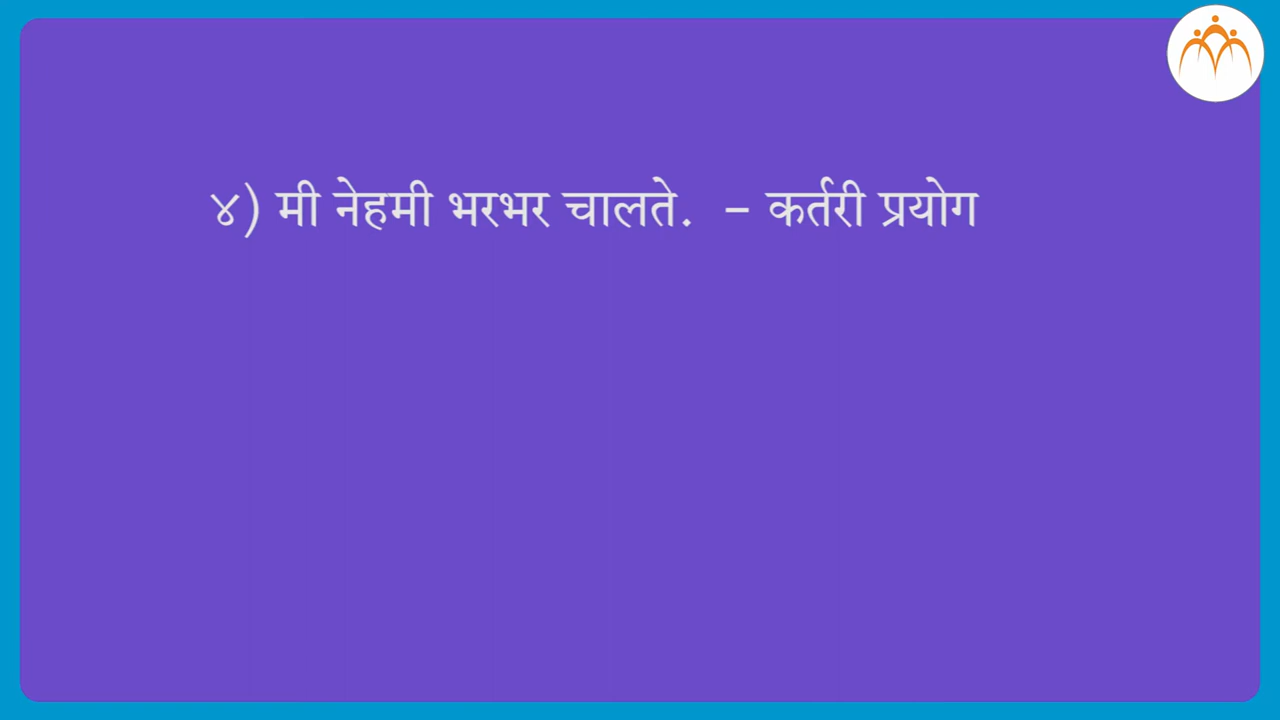 ४) मी नेहमी भरभर चालते. – कर्तरी प्रयोग